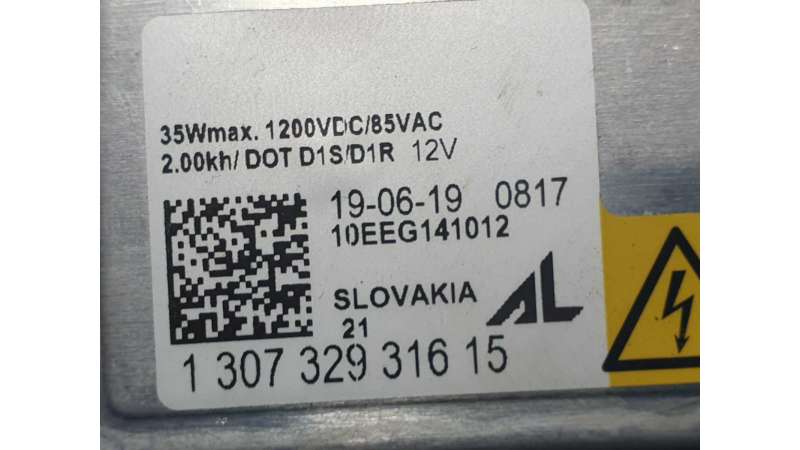 35Wmax. 1200VDC/85VAC
2.00kh/ DOT D1S/D1R 12V
19-06-19 0817
10EEG141012
SLOVAKIA AL
21
1 307 329 316 15